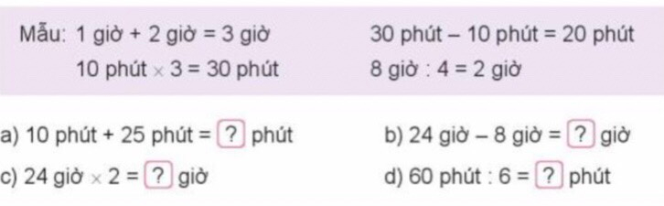 Mẫu: 1 giờ + 2 giờ = 3 giờ 30 phút – 10 phút = 20 phút
10 phút × 3 = 30 phút 8 giờ : 4 = 2 giờ
a) 10 phút + 25 phút = ? phút b) 24 giờ – 8 giờ = ? giờ
c) 24 giờ × 2 = ? giờ d) 60 phút : 6 = ? phút